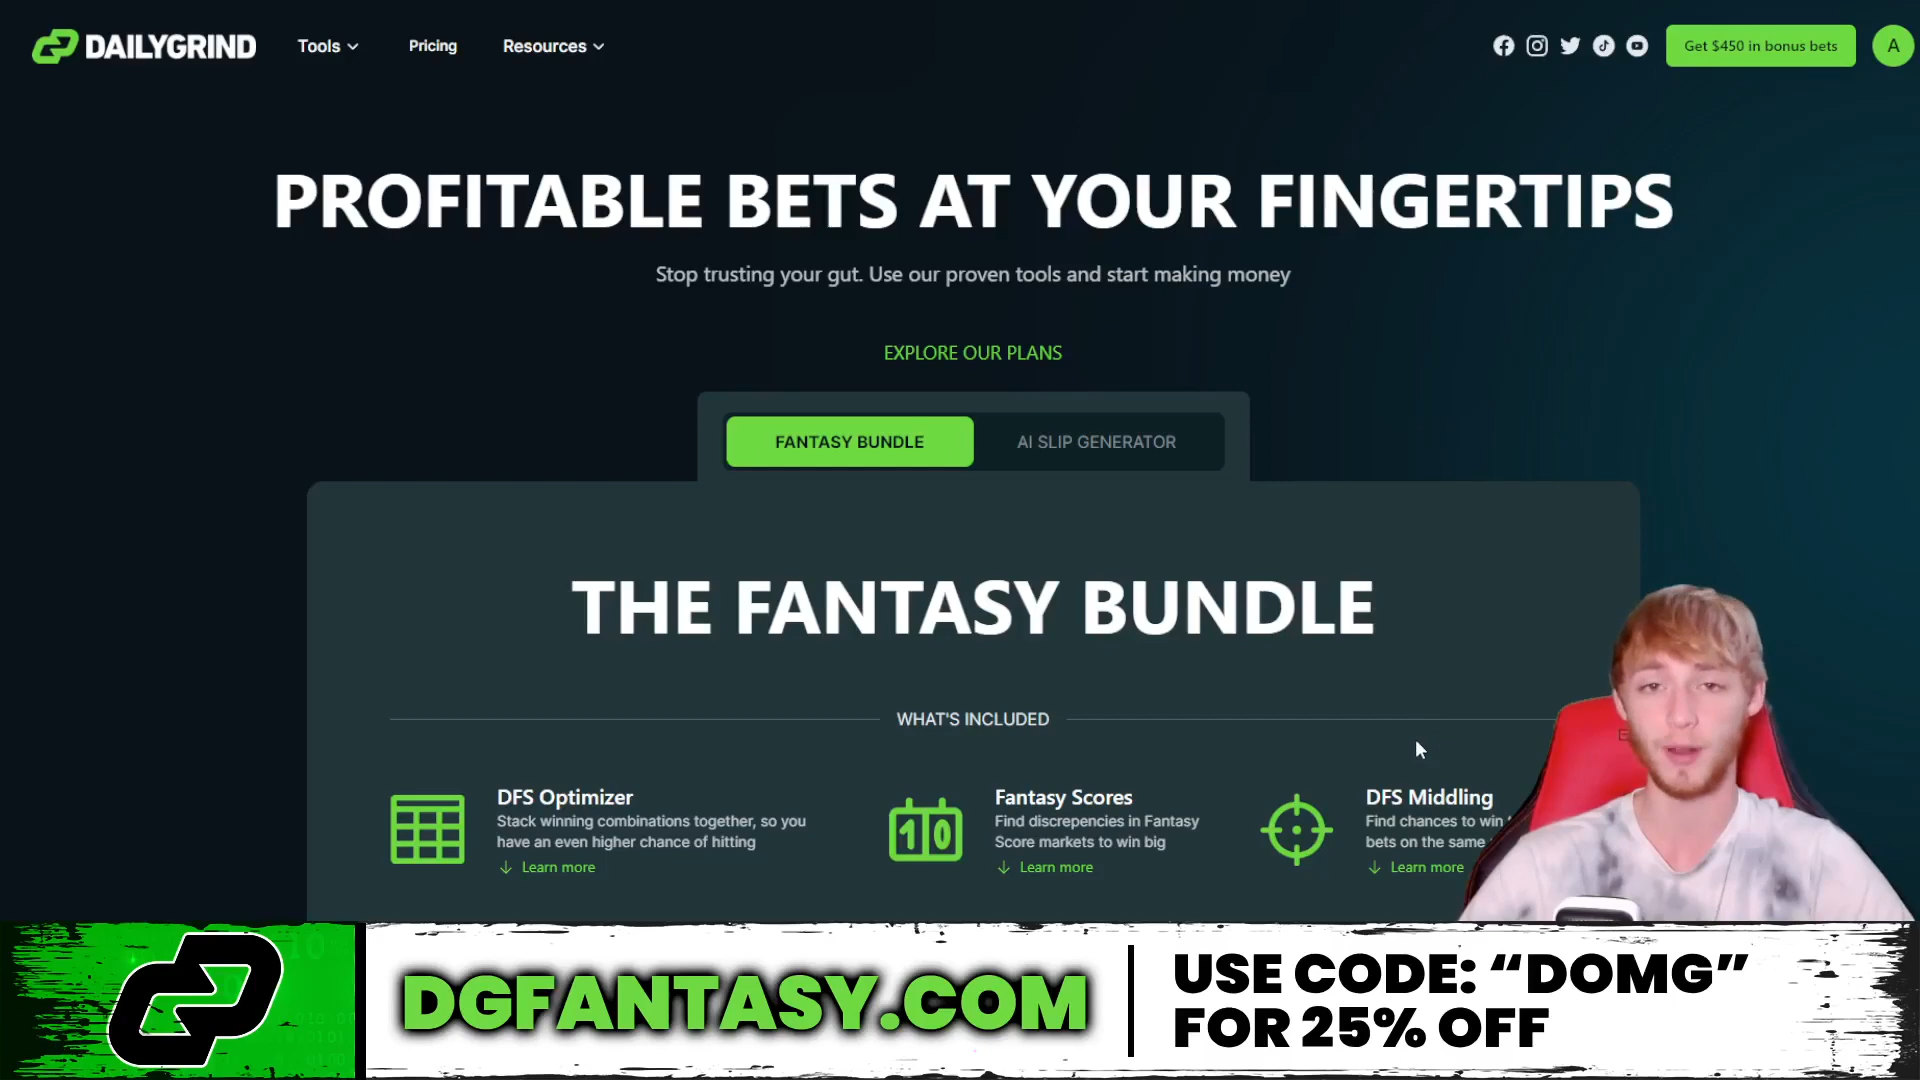 DAILYGRIND
Tools
Pricing
Resources
Get $450 in bonus bets
A
PROFITABLE BETS AT YOUR FINGERTIPS
Stop trusting your gut. Use our proven tools and start making money
EXPLORE OUR PLANS
FANTASY BUNDLE
AI SLIP GENERATOR
THE FANTASY BUNDLE
WHAT'S INCLUDED
DFS Optimizer
Stack winning combinations together, so you
have an even higher chance of hitting
Learn more
10
Fantasy Scores
Find discrepancies in Fantasy
Score markets to win big
Learn more
DFS Middling
Find chances to win
bets on the same
Learn more
DGFANTASY.COM
USE CODE: “DOMG”
FOR 25% OFF